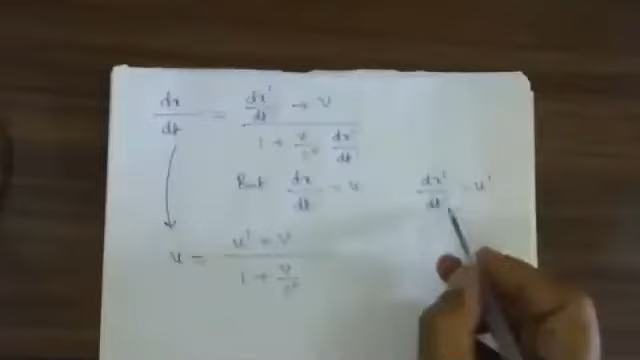 dx/dt = (dx'/dt' + v) / (1 + v/c² dx'/dt')
But dx/dt = u dx'/dt' = u'
u = (u' + v) / (1 + v/c²